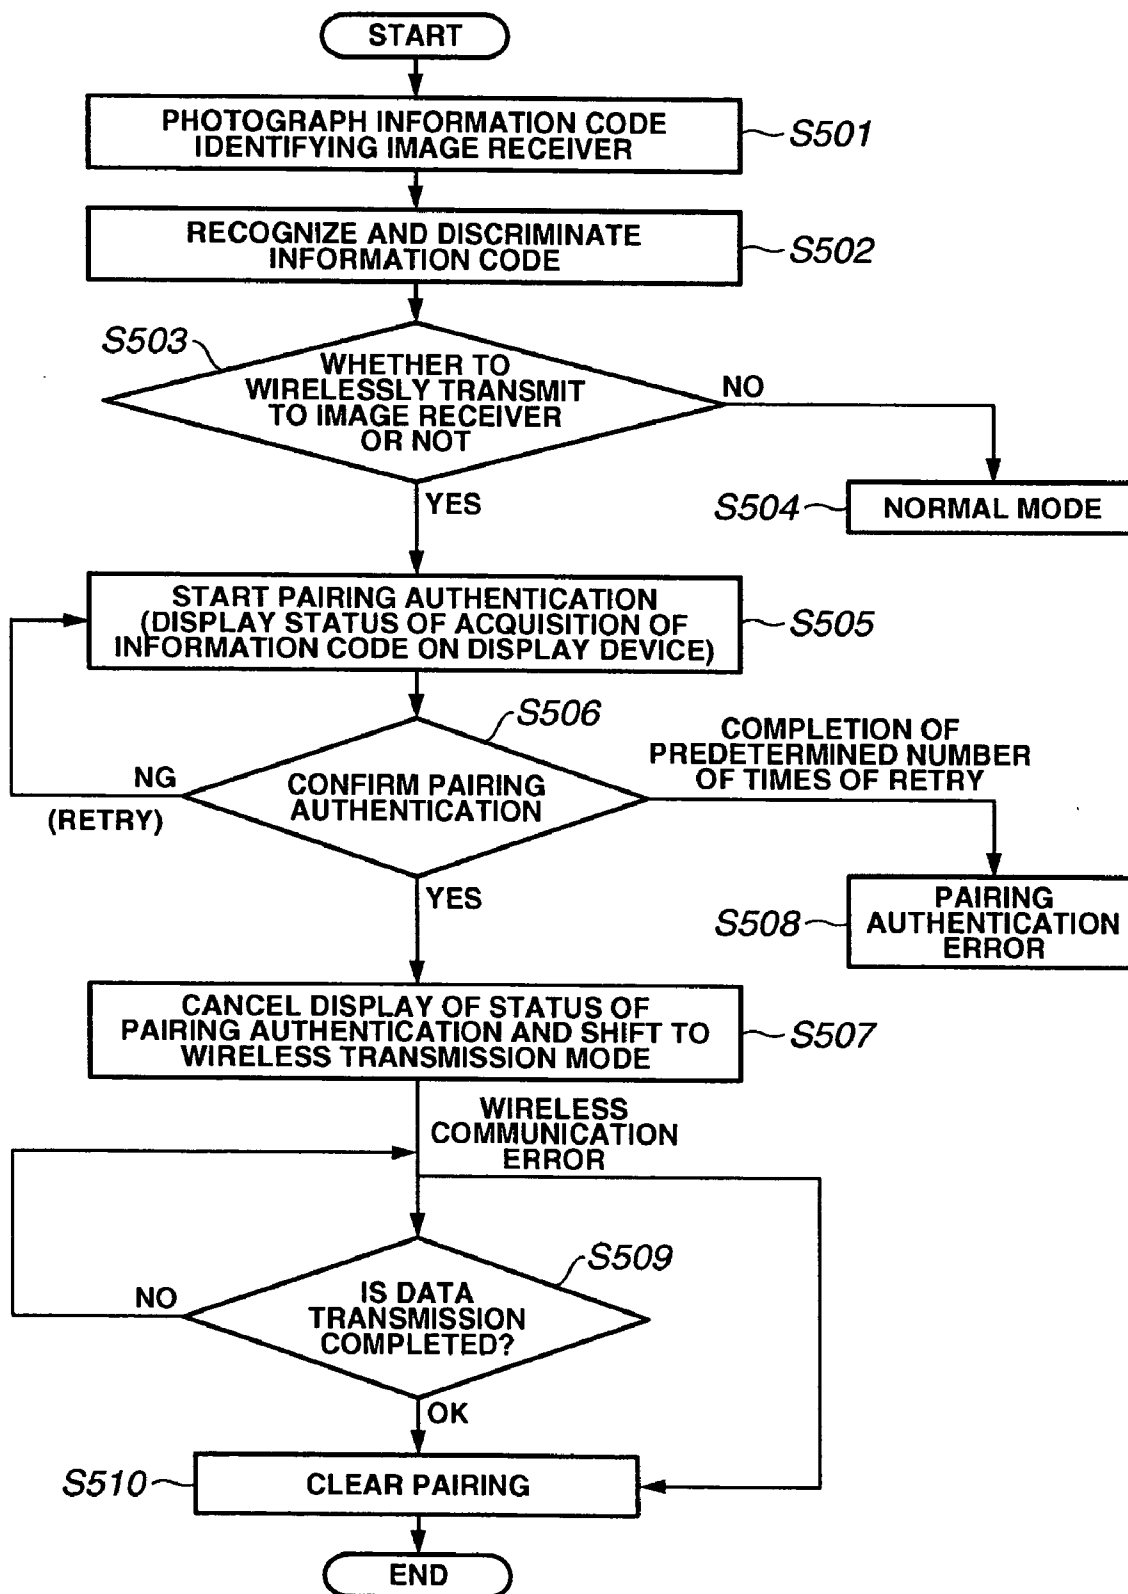 START
PHOTOGRAPH INFORMATION CODE
IDENTIFYING IMAGE RECEIVER
S501
RECOGNIZE AND DISCRIMINATE
INFORMATION CODE
S502
S503
WHETHER TO
WIRELESSLY TRANSMIT
TO IMAGE RECEIVER
OR NOT
NO
YES
S504
NORMAL MODE
START PAIRING AUTHENTICATION
(DISPLAY STATUS OF ACQUISITION OF
INFORMATION CODE ON DISPLAY DEVICE)
S505
S506
CONFIRM PAIRING
AUTHENTICATION
NG
(RETRY)
COMPLETION OF
PREDETERMINED NUMBER
OF TIMES OF RETRY
YES
S508
PAIRING
AUTHENTICATION
ERROR
CANCEL DISPLAY OF STATUS OF
PAIRING AUTHENTICATION AND SHIFT TO
WIRELESS TRANSMISSION MODE
S507
WIRELESS
COMMUNICATION
ERROR
S509
NO
IS DATA
TRANSMISSION
COMPLETED?
OK
S510
CLEAR PAIRING
END